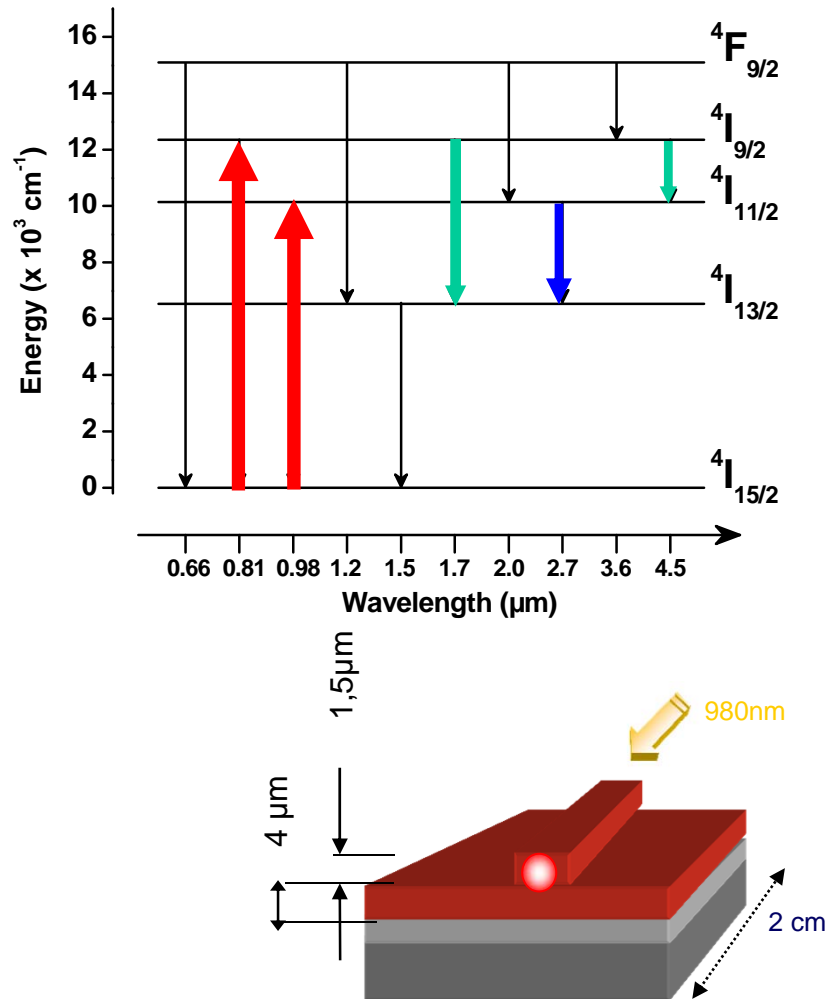 16
14
12
10
8
6
4
2
0
Energy (x 10³ cm⁻¹)
⁴F₉/₂
⁴I₉/₂
⁴I₁₁/₂
⁴I₁₃/₂
⁴I₁₅/₂
0.66 0.81 0.98 1.2 1.5 1.7 2.0 2.7 3.6 4.5
Wavelength (µm)
1,5µm
4 µm
980nm
2 cm